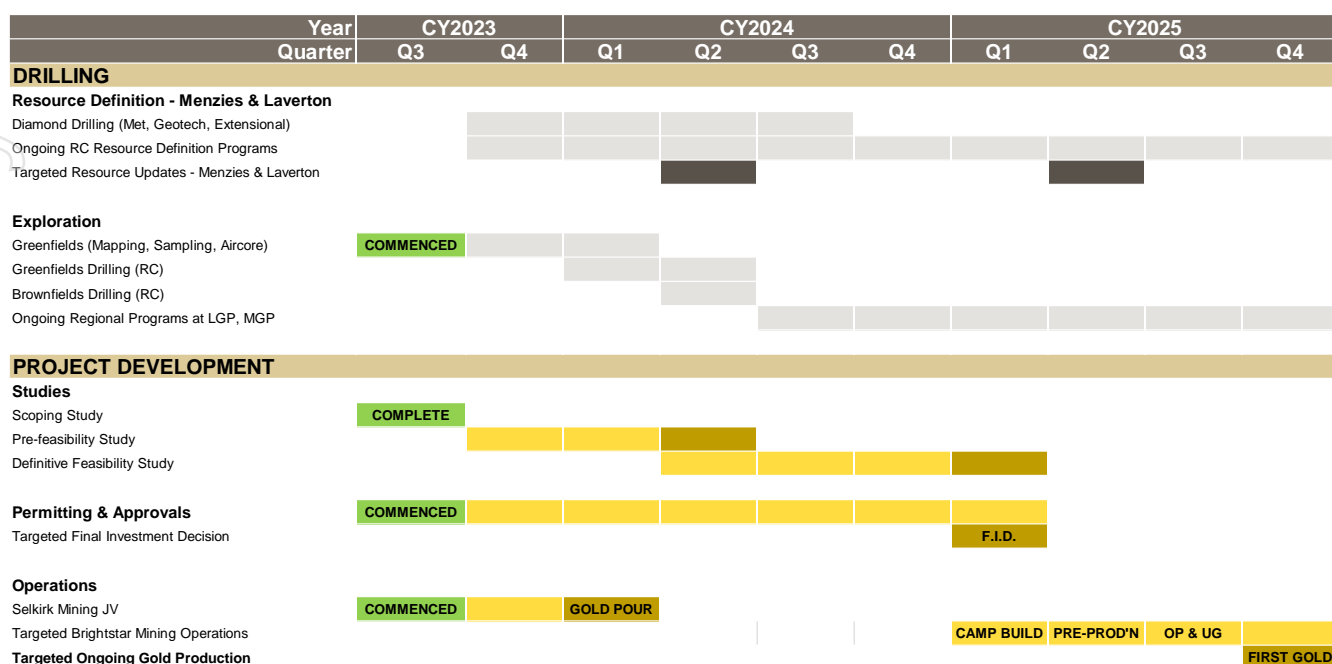 Year CY2023 CY2024 CY2025
Quarter Q3 Q4 Q1 Q2 Q3 Q4 Q1 Q2 Q3 Q4
DRILLING
Resource Definition - Menzies & Laverton
Diamond Drilling (Met, Geotech, Extensional)
Ongoing RC Resource Definition Programs
Targeted Resource Updates - Menzies & Laverton
Exploration
Greenfields (Mapping, Sampling, Aircore) COMMENCED
Greenfields Drilling (RC)
Brownfields Drilling (RC)
Ongoing Regional Programs at LGP, MGP
PROJECT DEVELOPMENT
Studies
Scoping Study COMPLETE
Pre-feasibility Study
Definitive Feasibility Study
Permitting & Approvals COMMENCED
Targeted Final Investment Decision F.I.D.
Operations
Selkirk Mining JV COMMENCED GOLD POUR
Targeted Brightstar Mining Operations CAMP BUILD PRE-PROD'N OP & UG
Targeted Ongoing Gold Production FIRST GOLD